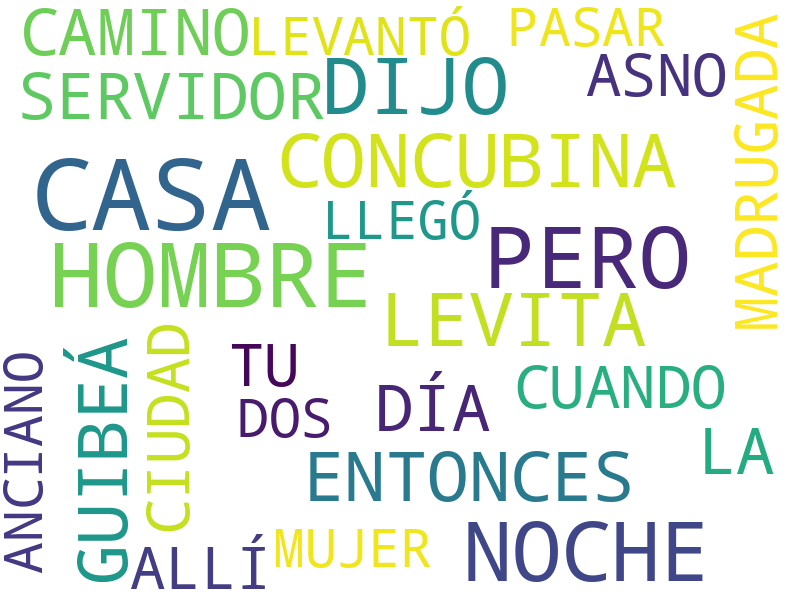 CAMINO
LEVANTÓ
PASAR
SERVIDOR
DIJO
ASNO
MADRUGADA
CONCUBINA
CASA
LLEGÓ
HOMBRE
PERO
LEVITA
ANCIANO
GUIBEÁ
CIUDAD
TU
DOS
DÍA
CUANDO
LA
ENTONCES
ALLÍ
MUJER
NOCHE